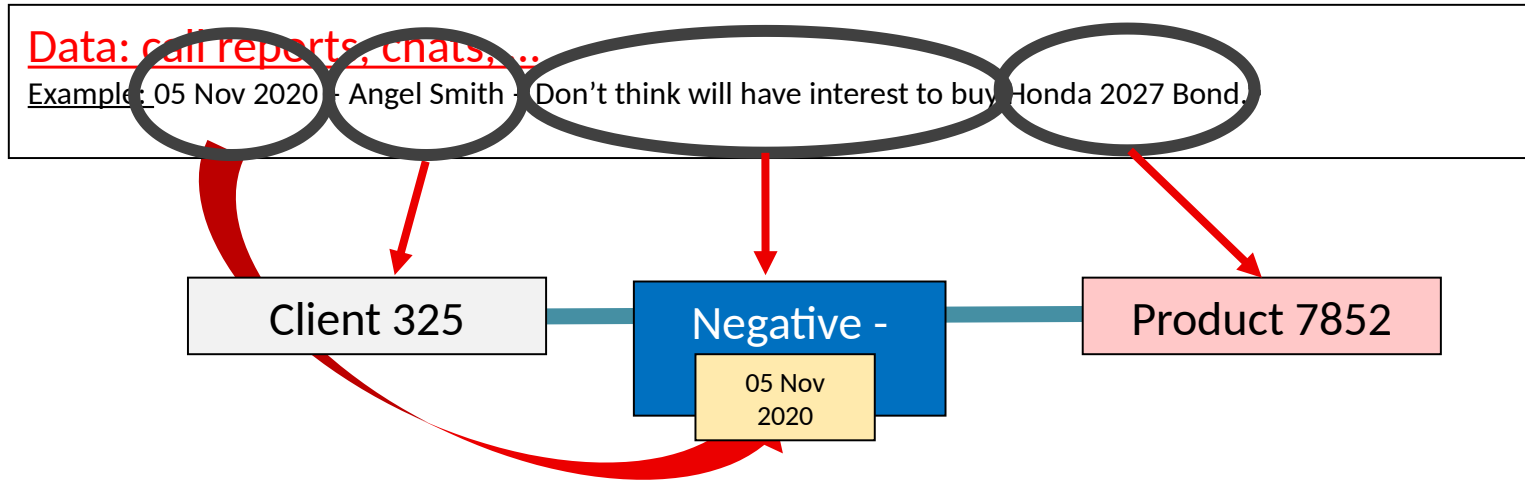 Data: call reports, chats, ...
Example: 05 Nov 2020 - Angel Smith - Don’t think will have interest to buy Honda 2027 Bond.
Client 325
Negative -
Product 7852
05 Nov
2020